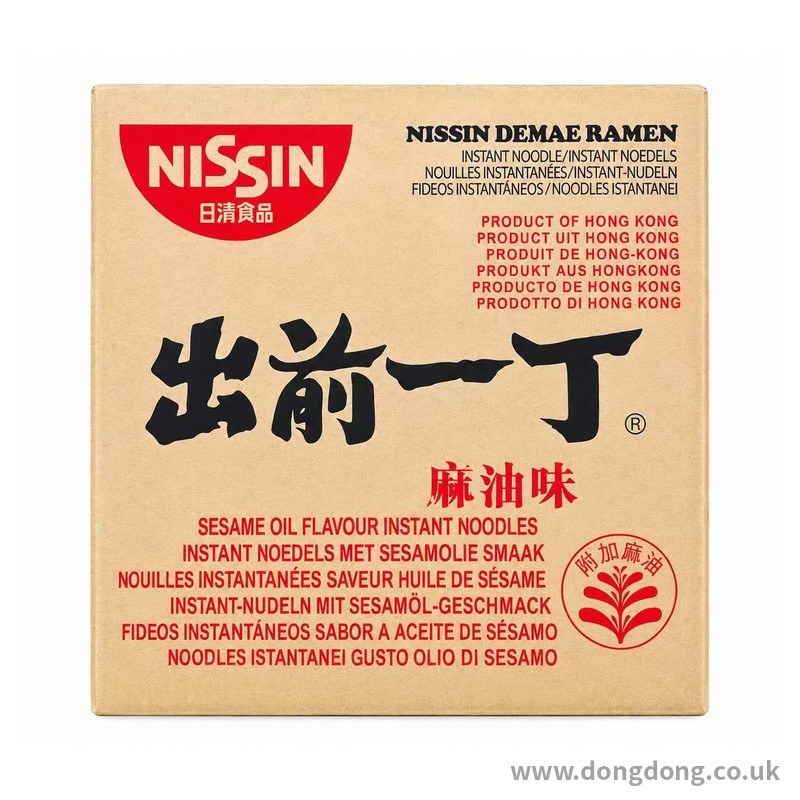 NISSIN
日清食品
NISSIN DEMAE RAMEN
INSTANT NOODLE/INSTANT NOEDELS
NOUILLES INSTANTANÉES/INSTANT-NUDELN
FIDEOS INSTANTÁNEOS/NOODLES ISTANTANEI
PRODUCT OF HONG KONG
PRODUCT UIT HONG KONG
PRODUIT DE HONG-KONG
PRODUKT AUS HONGKONG
PRODUCTO DE HONG KONG
PRODOTTO DI HONG KONG
出前一丁®
麻油味
SESAME OIL FLAVOUR INSTANT NOODLES
INSTANT NOEDELS MET SESAMOLIE SMAAK
NOUILLES INSTANTANÉES SAVEUR HUILE DE SÉSAME
INSTANT-NUDELN MIT SESAMÖL-GESCHMACK
FIDEOS INSTANTÁNEOS SABOR A ACEITE DE SÉSAMO
NOODLES ISTANTANEI GUSTO OLIO DI SESAMO
附加麻油
www.dongdong.co.uk